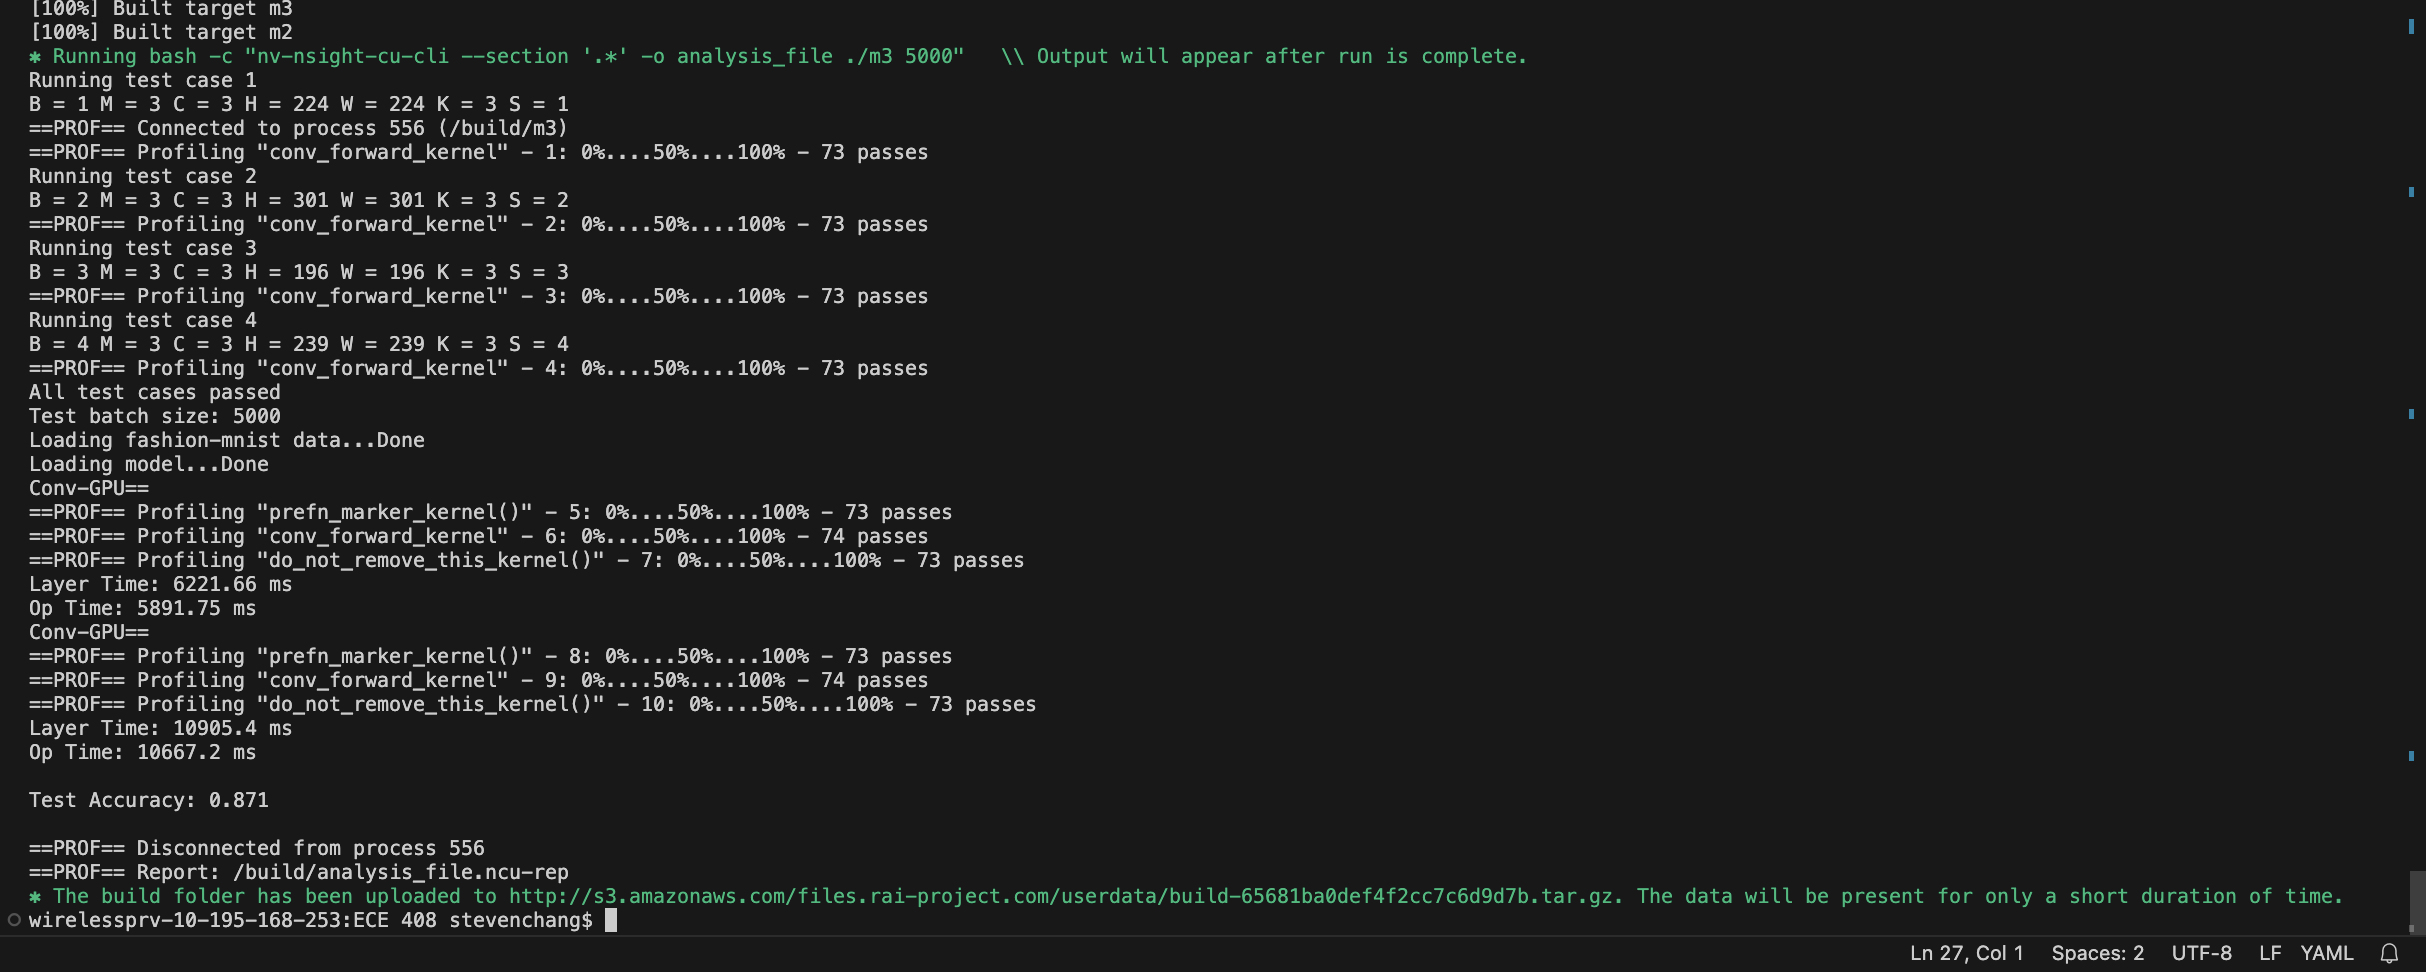 [100%] Built target m3
[100%] Built target m2
* Running bash -c "nv-nsight-cu-cli --section '.*' -o analysis_file ./m3 5000"   \\ Output will appear after run is complete.
Running test case 1
B = 1 M = 3 C = 3 H = 224 W = 224 K = 3 S = 1
==PROF== Connected to process 556 (/build/m3)
==PROF== Profiling "conv_forward_kernel" - 1: 0%....50%....100% - 73 passes
Running test case 2
B = 2 M = 3 C = 3 H = 301 W = 301 K = 3 S = 2
==PROF== Profiling "conv_forward_kernel" - 2: 0%....50%....100% - 73 passes
Running test case 3
B = 3 M = 3 C = 3 H = 196 W = 196 K = 3 S = 3
==PROF== Profiling "conv_forward_kernel" - 3: 0%....50%....100% - 73 passes
Running test case 4
B = 4 M = 3 C = 3 H = 239 W = 239 K = 3 S = 4
==PROF== Profiling "conv_forward_kernel" - 4: 0%....50%....100% - 73 passes
All test cases passed
Test batch size: 5000
Loading fashion-mnist data...Done
Loading model...Done
Conv-GPU==
==PROF== Profiling "prefn_marker_kernel()" - 5: 0%....50%....100% - 73 passes
==PROF== Profiling "conv_forward_kernel" - 6: 0%....50%....100% - 74 passes
==PROF== Profiling "do_not_remove_this_kernel()" - 7: 0%....50%....100% - 73 passes
Layer Time: 6221.66 ms
Op Time: 5891.75 ms
Conv-GPU==
==PROF== Profiling "prefn_marker_kernel()" - 8: 0%....50%....100% - 73 passes
==PROF== Profiling "conv_forward_kernel" - 9: 0%....50%....100% - 74 passes
==PROF== Profiling "do_not_remove_this_kernel()" - 10: 0%....50%....100% - 73 passes
Layer Time: 10905.4 ms
Op Time: 10667.2 ms
Test Accuracy: 0.871
==PROF== Disconnected from process 556
==PROF== Report: /build/analysis_file.ncu-rep
* The build folder has been uploaded to http://s3.amazonaws.com/files.rai-project.com/userdata/build-65681ba0def4f2cc7c6d9d7b.tar.gz. The data will be present for only a short duration of time.
wirelessprv-10-195-168-253:ECE 408 stevenchang$
Ln 27, Col 1 Spaces: 2 UTF-8 LF YAML